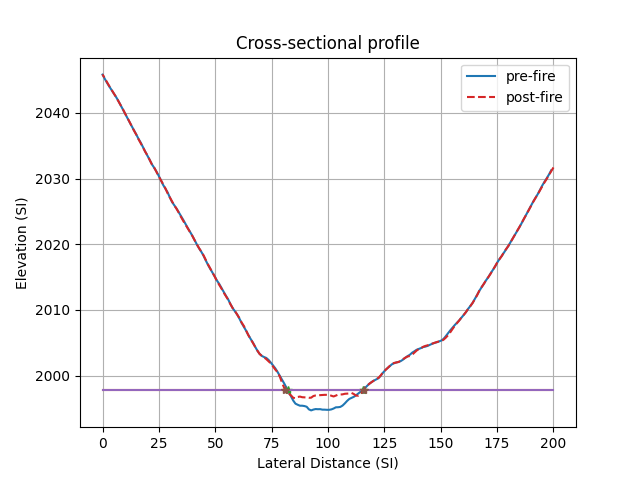 Cross-sectional profile
pre-fire
post-fire
Elevation (SI)
2040
2030
2020
2010
2000
0 25 50 75 100 125 150 175 200
Lateral Distance (SI)